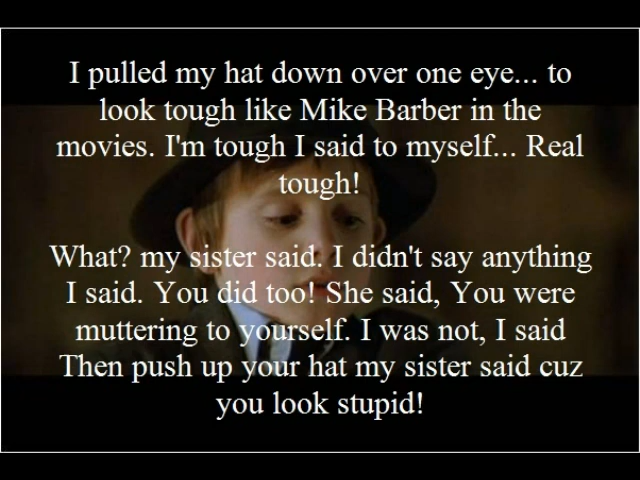 I pulled my hat down over one eye... to
look tough like Mike Barber in the
movies. I'm tough I said to myself... Real
tough!
What? my sister said. I didn't say anything
I said. You did too! She said, You were
muttering to yourself. I was not, I said
Then push up your hat my sister said cuz
you look stupid!